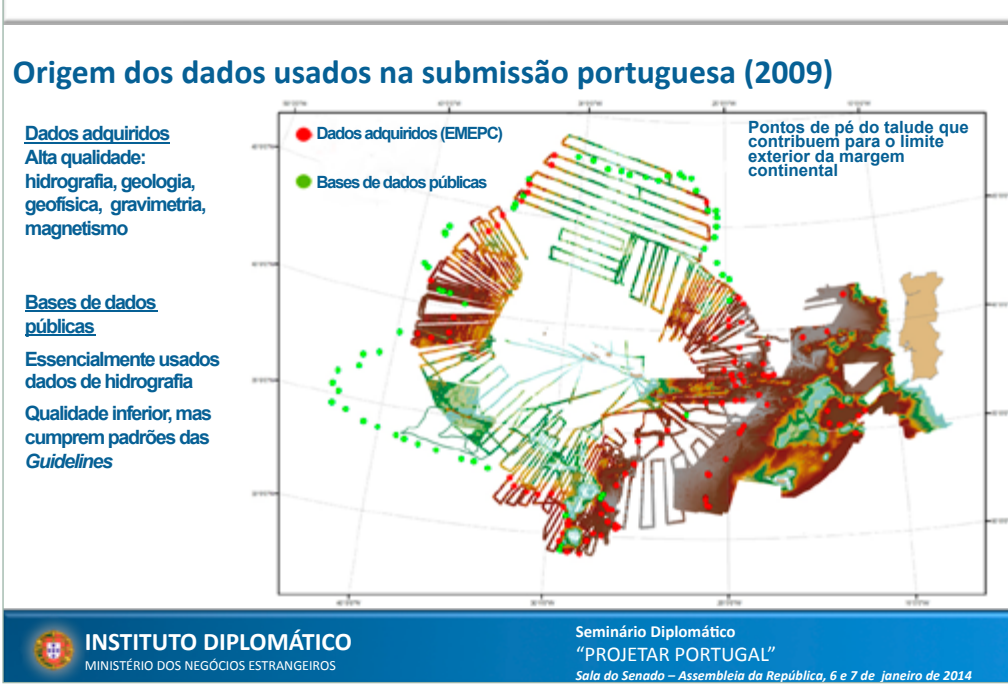 Origem dos dados usados na submissão portuguesa (2009)
Dados adquiridos
Alta qualidade:
hidrografia, geologia,
geofísica, gravimetria,
magnetismo
Bases de dados
públicas
Essencialmente usados
dados de hidrografia
Qualidade inferior, mas
cumprem padrões das
Guidelines
Dados adquiridos (EMEPC)
Bases de dados públicas
Pontos de pé do talude que
contribuem para o limite
exterior da margem
continental
INSTITUTO DIPLOMÁTICO
MINISTÉRIO DOS NEGÓCIOS ESTRANGEIROS
Seminário Diplomático
“PROJETAR PORTUGAL”
Sala do Senado – Assembleia da República, 6 e 7 de janeiro de 2014